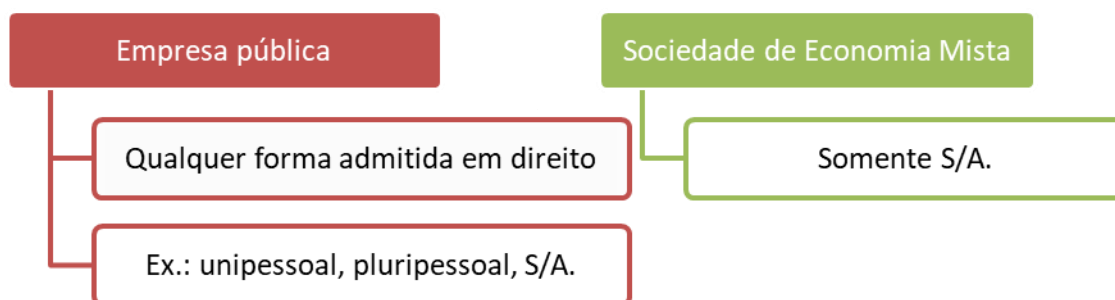 Empresa pública
Qualquer forma admitida em direito
Ex.: unipessoal, pluripessoal, S/A.
Sociedade de Economia Mista
Somente S/A.